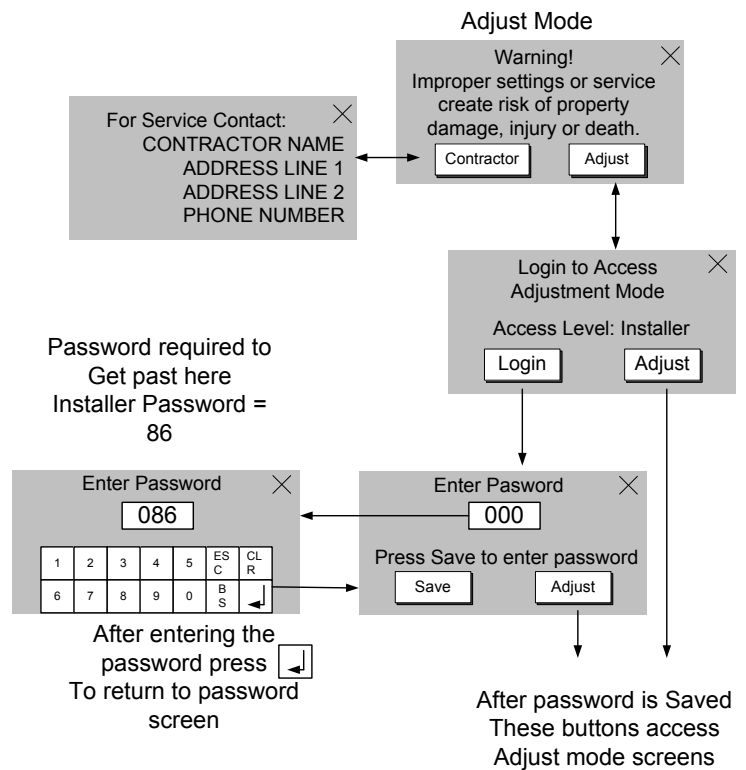 Adjust Mode
Warning!
Improper settings or service
create risk of property
damage, injury or death.
Contractor Adjust
For Service Contact:
CONTRACTOR NAME
ADDRESS LINE 1
ADDRESS LINE 2
PHONE NUMBER
Login to Access
Adjustment Mode
Access Level: Installer
Login Adjust
Password required to
Get past here
Installer Password =
86
Enter Password
086
1 2 3 4 5 ES CL
C R
6 7 8 9 0 B
S
Enter Pasword
000
Press Save to enter password
Save Adjust
After entering the
password press
To return to password
screen
After password is Saved
These buttons access
Adjust mode screens